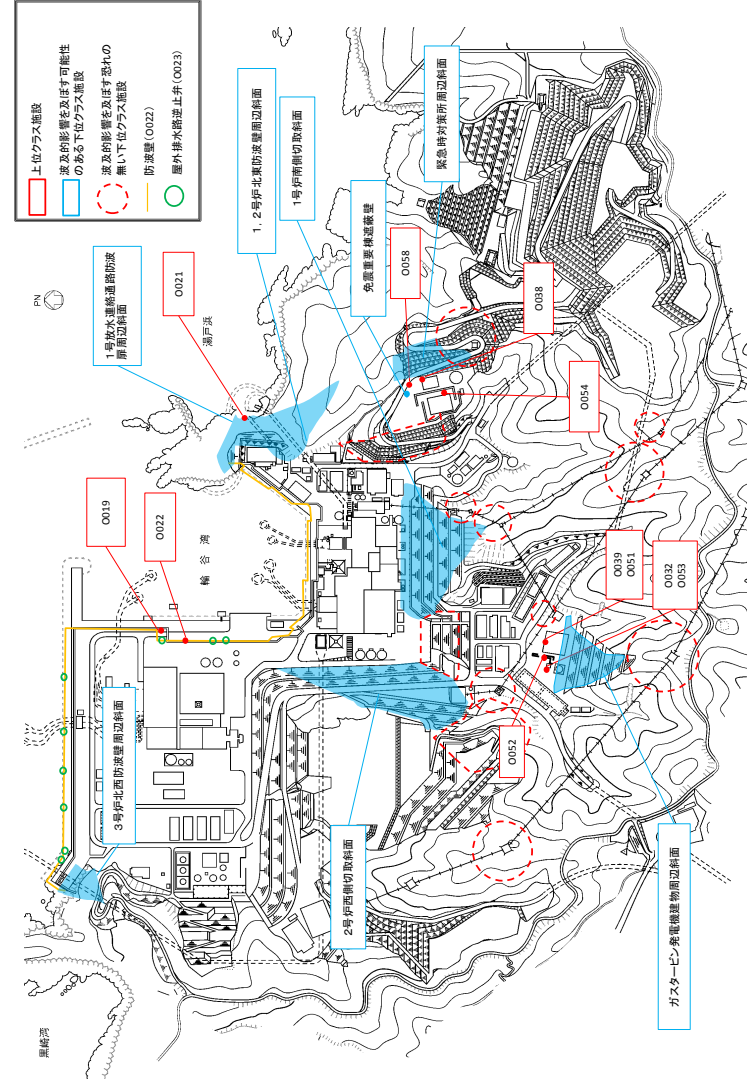 上位クラス施設
波及的影響を及ぼす可能性
のある下位クラス施設
波及的影響を及ぼす恐れの
無い下位クラス施設
防波壁(O022)
屋外排水路逆止弁(O023)
PN
黒崎湾
輪谷湾
湯戸浜
3号炉北西防波壁周辺斜面
1号放水連絡通路防波
扉周辺斜面
1,2号炉北東防波壁周辺斜面
1号炉南側切取斜面
免震重要棟遮蔽壁
緊急時対策所周辺斜面
2号炉西側切取斜面
ガスタービン発電機建物周辺斜面
O019
O022
O021
O058
O038
O054
O039
O051
O032
O053
O052